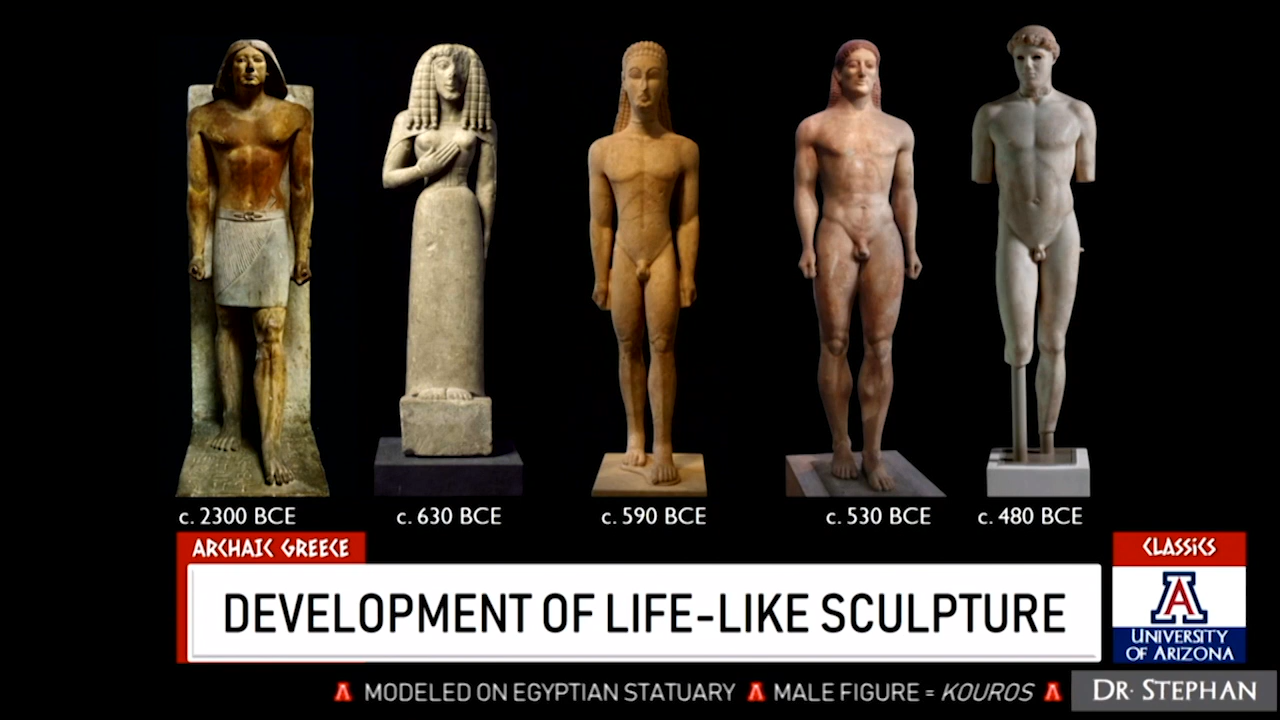 c. 2300 BCE
c. 630 BCE
c. 590 BCE
c. 530 BCE
c. 480 BCE
ARCHAIC GREECE
CLASSICS
DEVELOPMENT OF LIFE-LIKE SCULPTURE
A
UNIVERSITY
OF ARIZONA
MODELED ON EGYPTIAN STATUARY MALE FIGURE = KOUROS
DR. STEPHAN